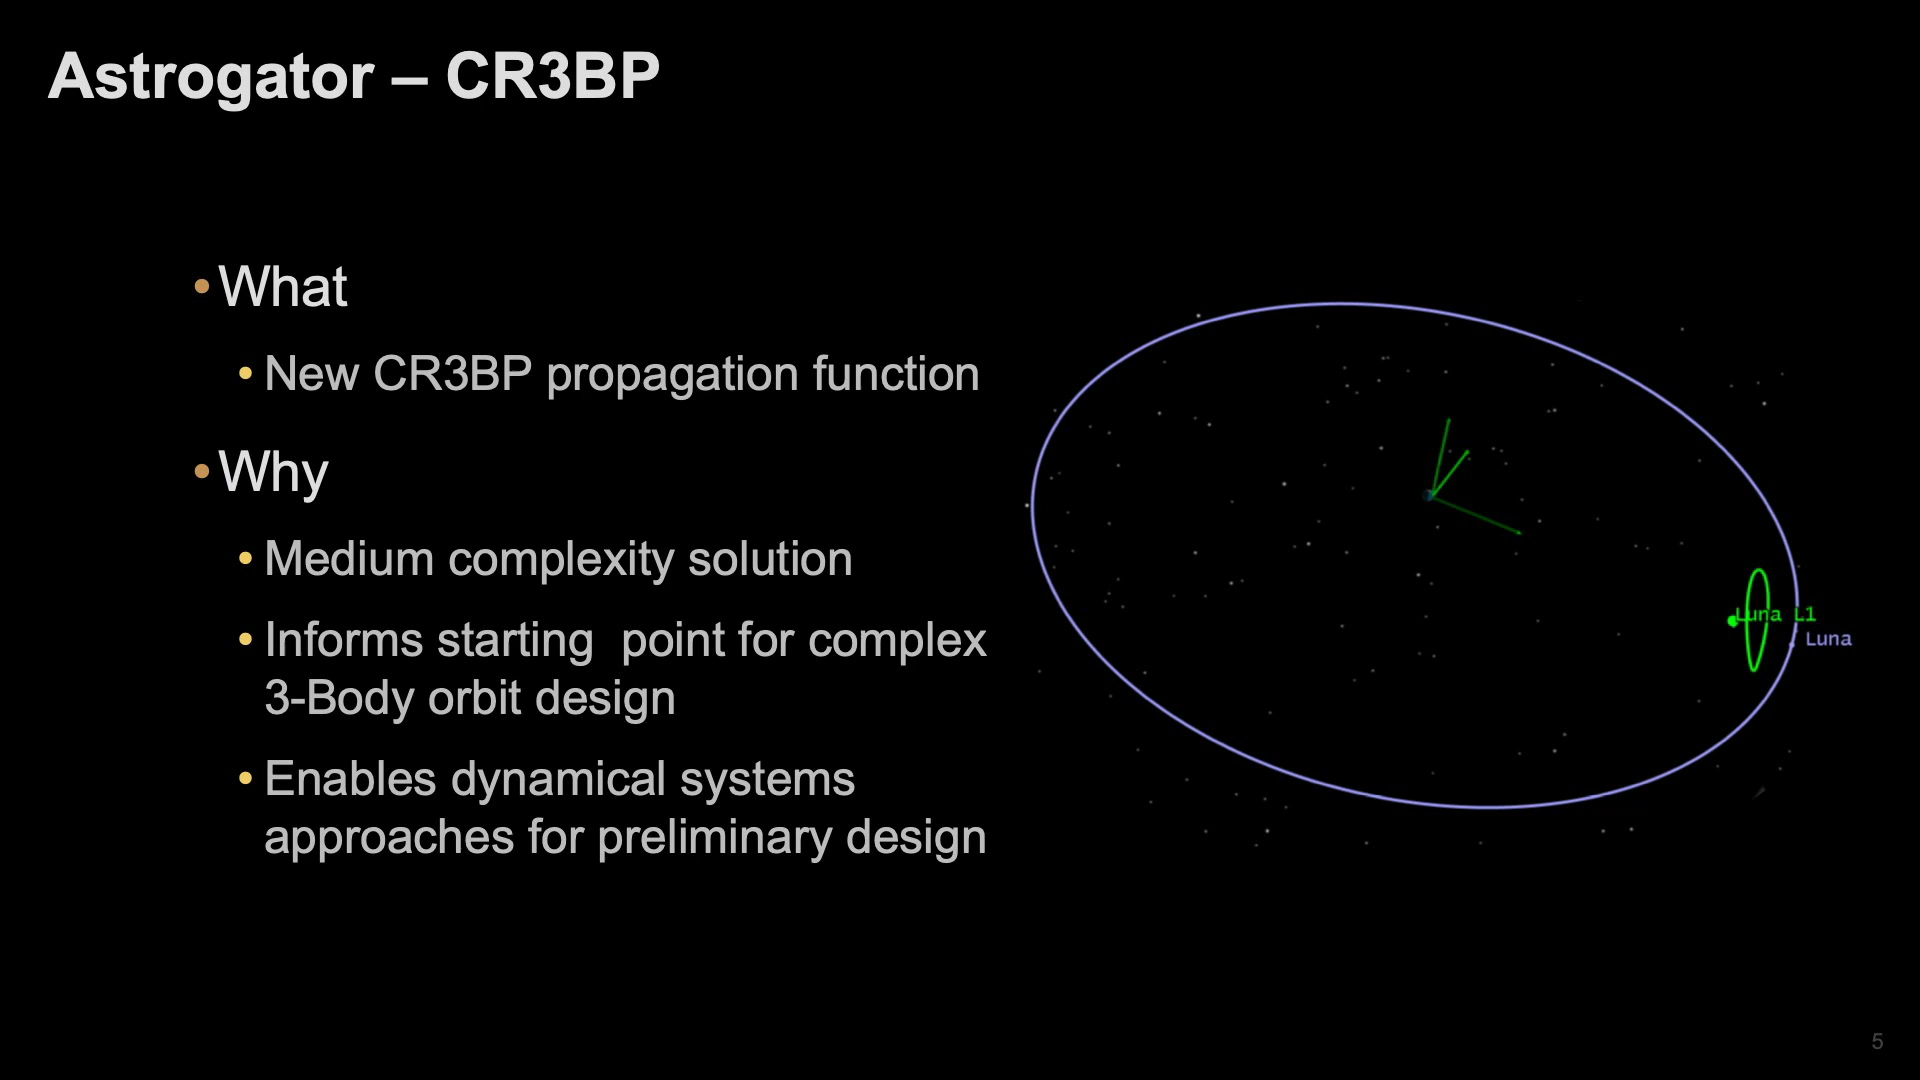 Astrogator – CR3BP
•What
•New CR3BP propagation function
•Why
•Medium complexity solution
•Informs starting  point for complex
3-Body orbit design
•Enables dynamical systems
approaches for preliminary design
Luna L1
Luna
5